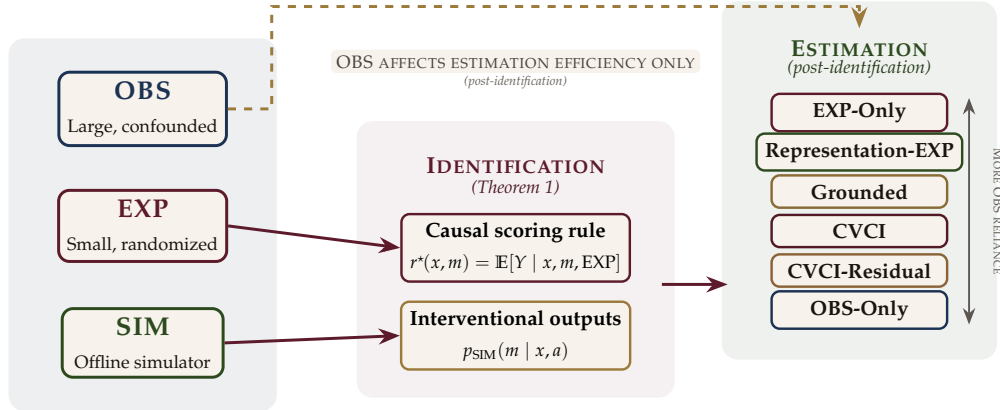 OBS
Large, confounded
EXP
Small, randomized
SIM
Offline simulator
OBS AFFECTS ESTIMATION EFFICIENCY ONLY
(post-identification)
IDENTIFICATION
(Theorem 1)
Causal scoring rule
r⋆(x, m) = 𝔼[Y | x, m, EXP]
Interventional outputs
p_SIM(m | x, a)
ESTIMATION
(post-identification)
EXP-Only
Representation-EXP
Grounded
CVCI
CVCI-Residual
OBS-Only
MORE OBS RELIANCE